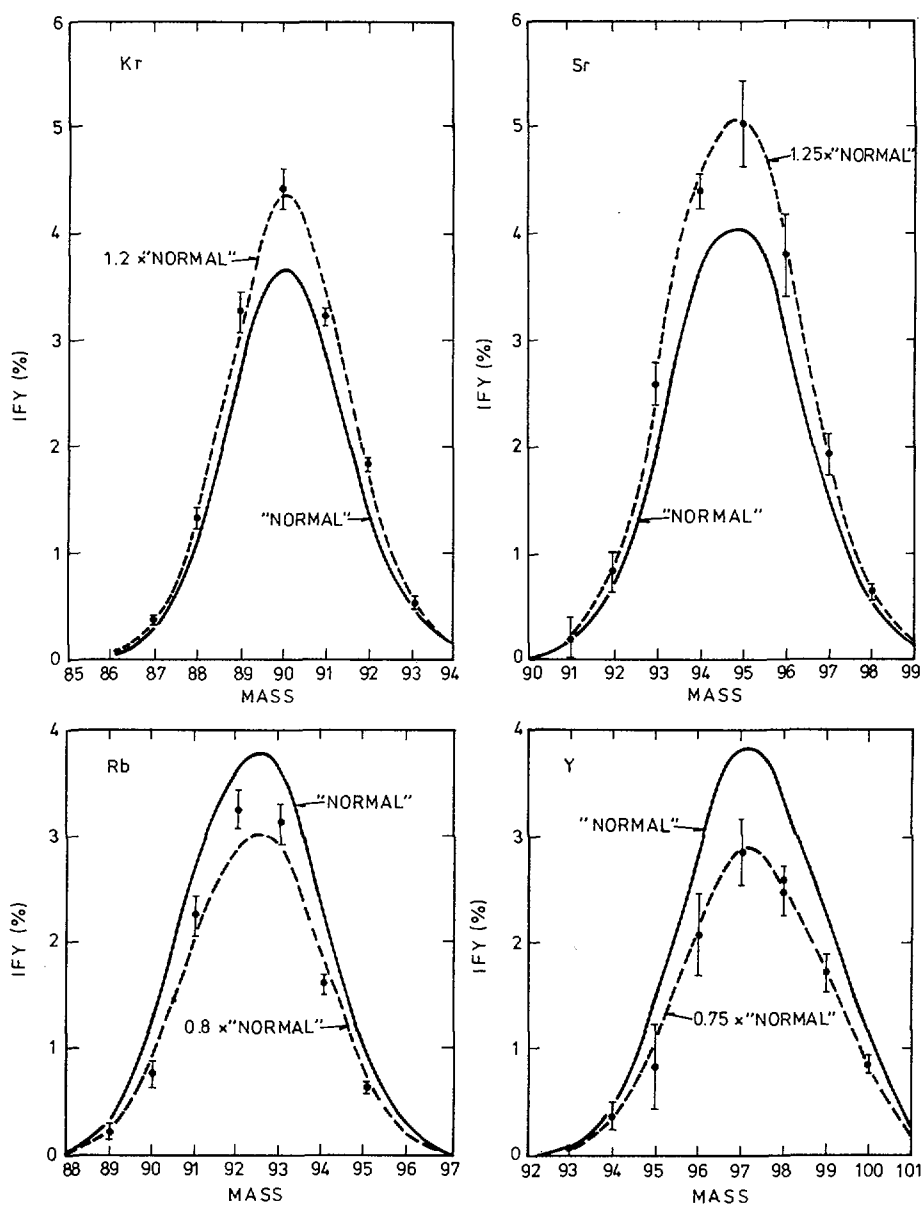 6
5
4
3
2
1
0
IFY (%)
Kr
1.2 x"NORMAL"
"NORMAL"
85 86 87 88 89 90 91 92 93 94
MASS
6
5
4
3
2
1
0
IFY (%)
Sr
1.25x"NORMAL"
"NORMAL"
90 91 92 93 94 95 96 97 98 99
MASS
4
3
2
1
0
IFY (%)
Rb
"NORMAL"
0.8 x "NORMAL"
88 89 90 91 92 93 94 95 96 97
MASS
4
3
2
1
0
IFY (%)
Y
"NORMAL"
0.75 x "NORMAL"
92 93 94 95 96 97 98 99 100 101
MASS